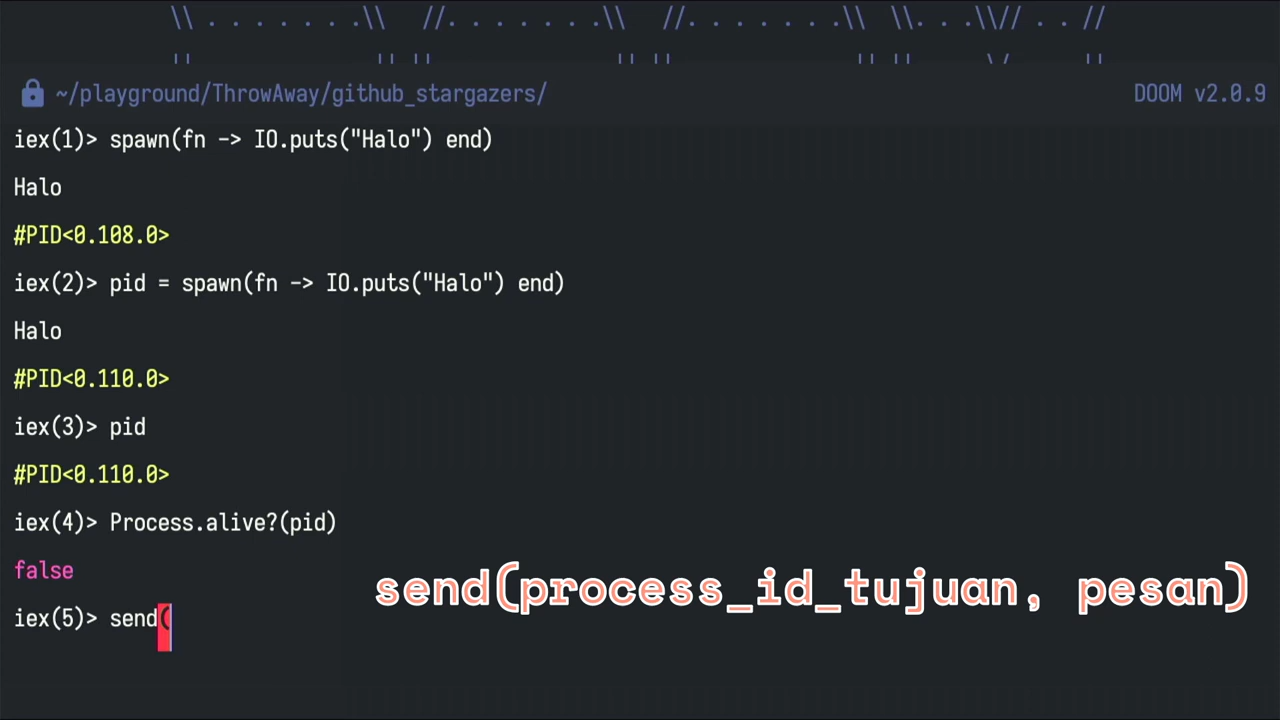 \\ . . . . . . .\\   //. . . . . . .\\   //. . . . . . .\\  \\. . .\\// . . //
~/playground/ThrowAway/github_stargazers/
DOOM v2.0.9
iex(1)> spawn(fn -> IO.puts("Halo") end)
Halo
#PID<0.108.0>
iex(2)> pid = spawn(fn -> IO.puts("Halo") end)
Halo
#PID<0.110.0>
iex(3)> pid
#PID<0.110.0>
iex(4)> Process.alive?(pid)
false
send(process_id_tujuan, pesan)
iex(5)> send(